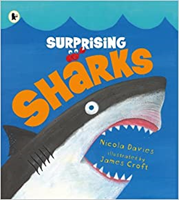 SURPRISING
SHARKS
Nicola Davies
illustrated by
James Croft